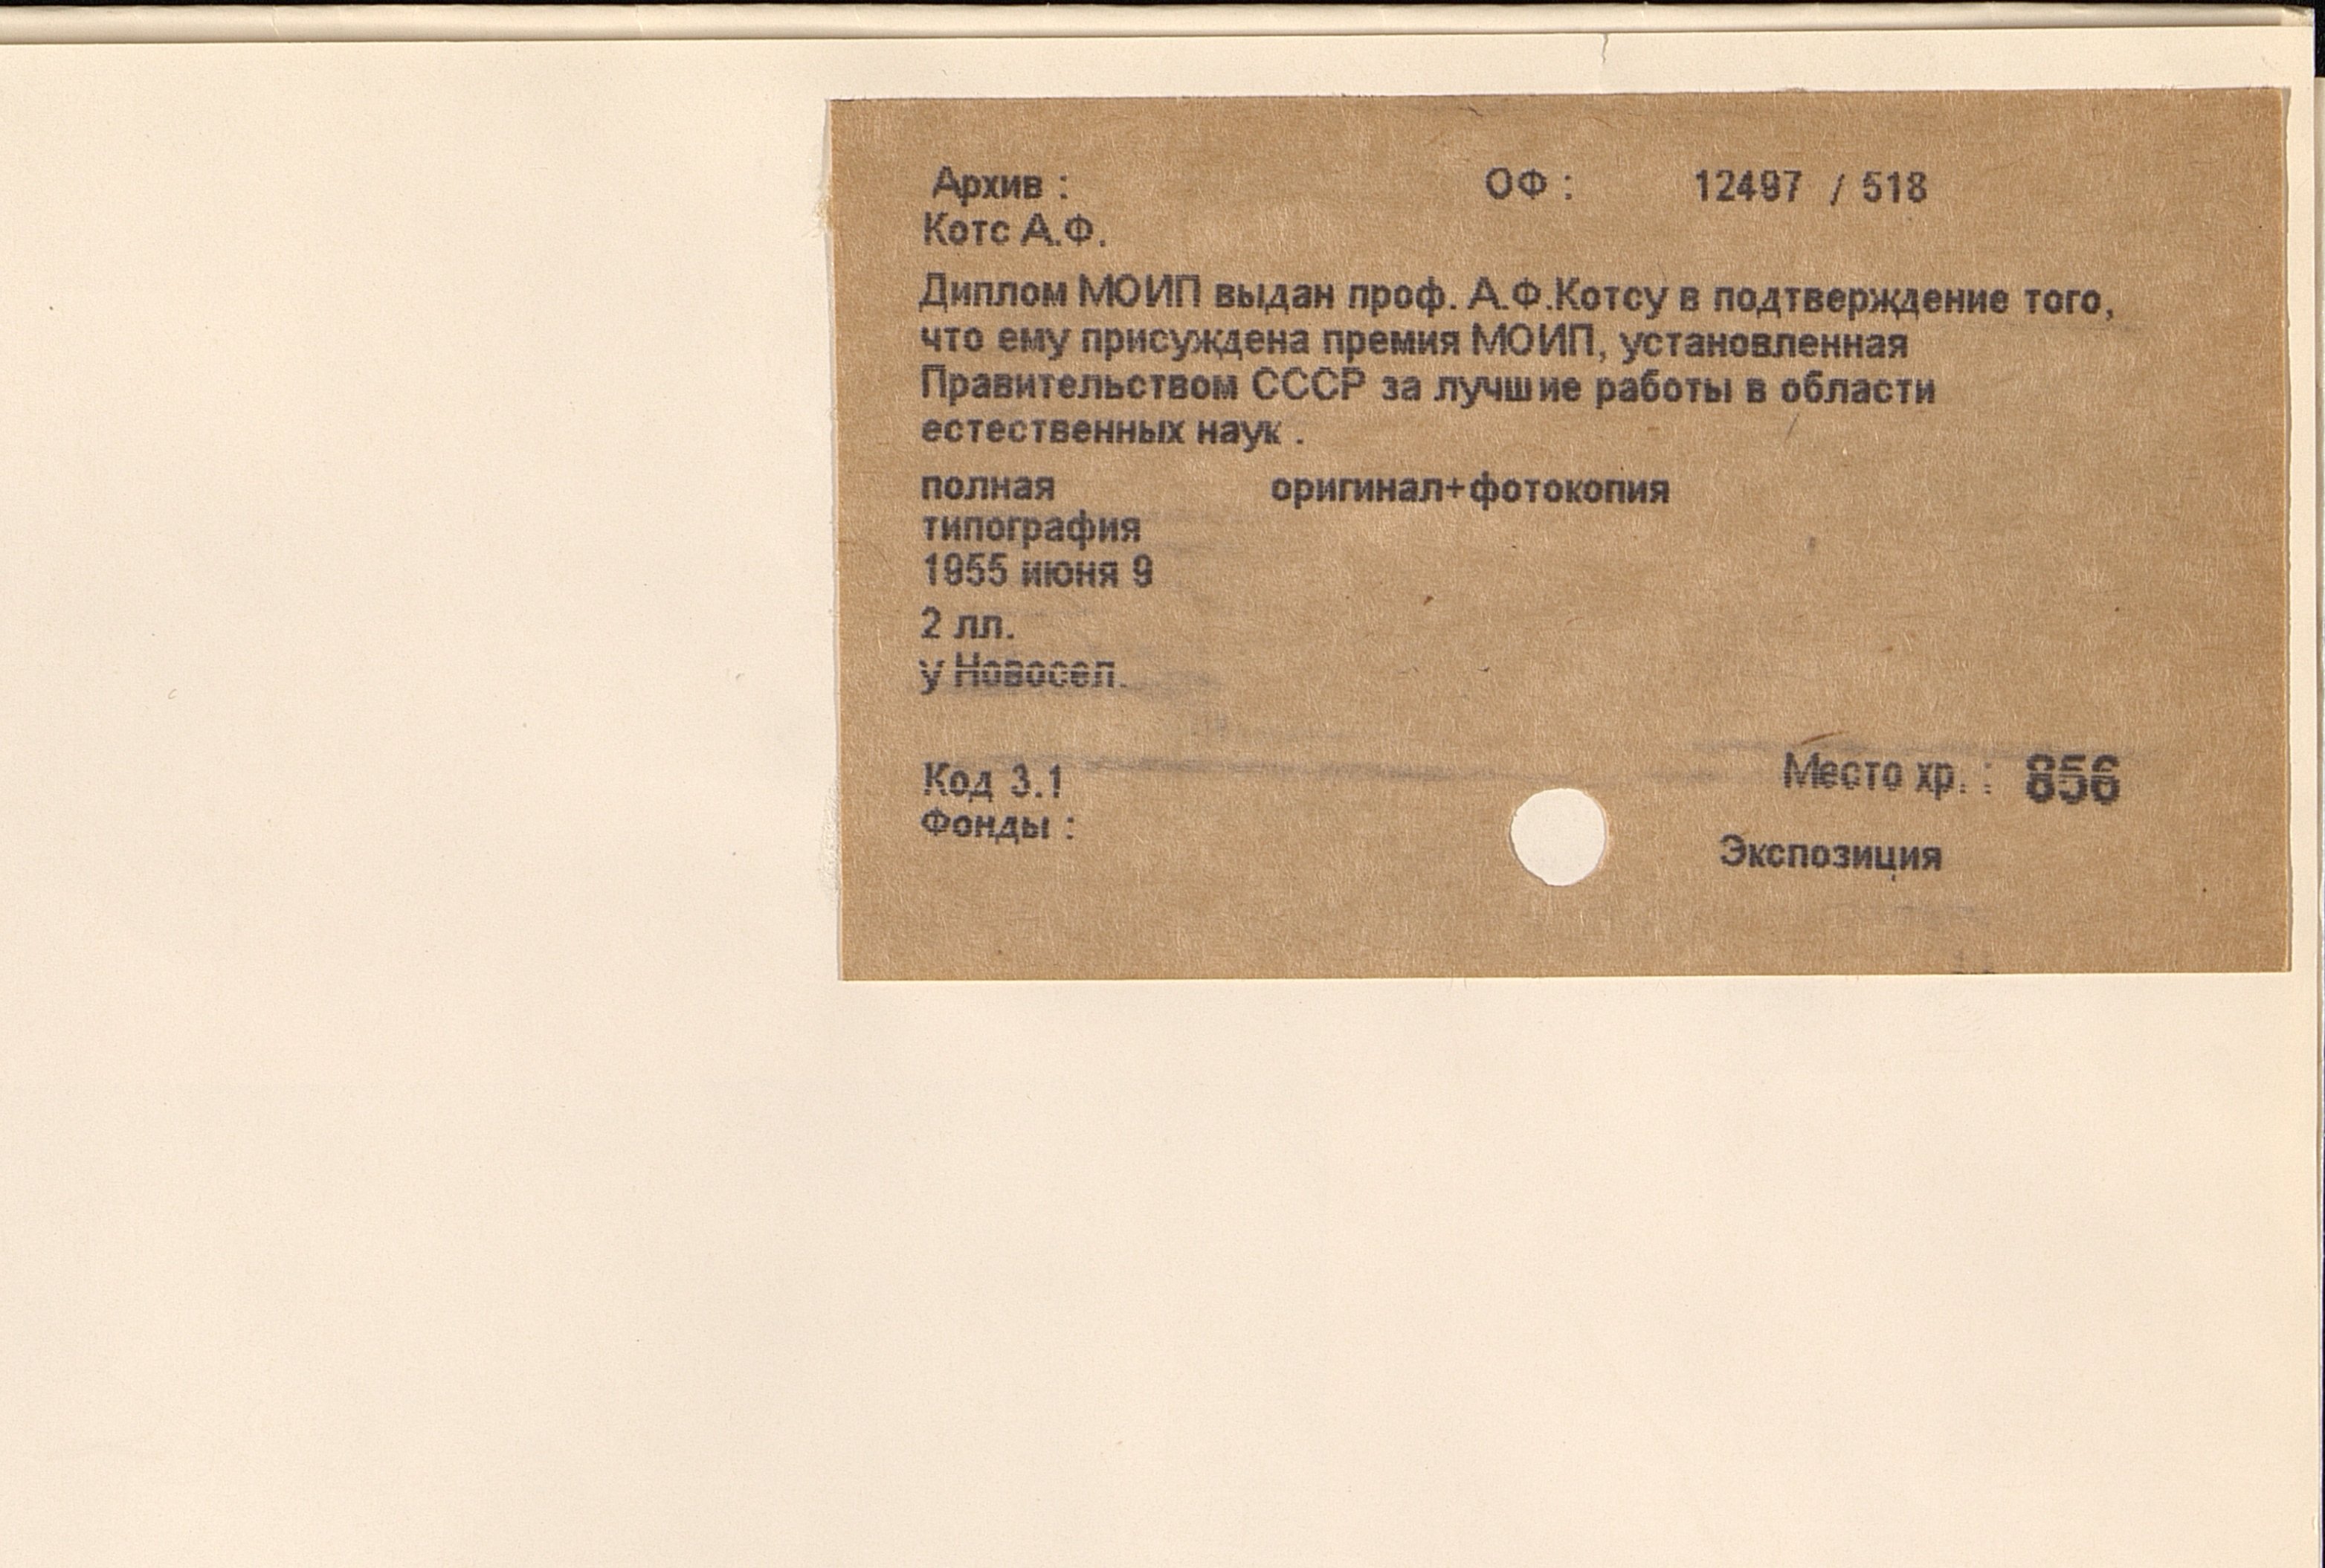 Архив : ОФ : 12497 / 518
Котс А.Ф.
Диплом МОИП выдан проф. А.Ф.Котсу в подтверждение того,
что ему присуждена премия МОИП, установленная
Правительством СССР за лучшие работы в области
естественных наук .
полная оригинал+фотокопия
типография
1955 июня 9
2 лл.
у Новосел.
Код 3.1 Место хр. : 856
Фонды :
Экспозиция